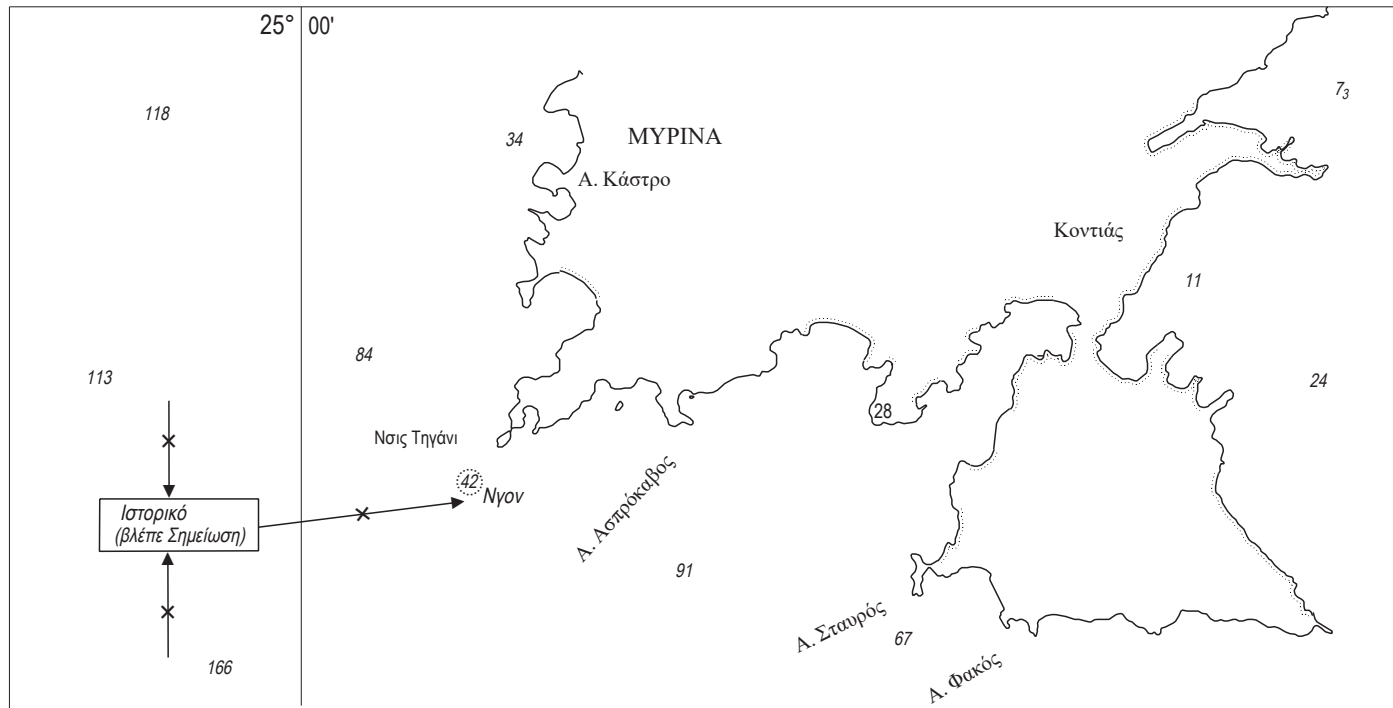 25° 00'
118
7₃
34
ΜΥΡΙΝΑ
Α. Κάστρο
Κοντιάς
11
84
113
24
28
Νσις Τηγάνι
42
Νγον
Ιστορικό
(βλέπε Σημείωση)
Α. Ασπρόκαβος
91
Α. Σταυρός
67
166
Α. Φακός